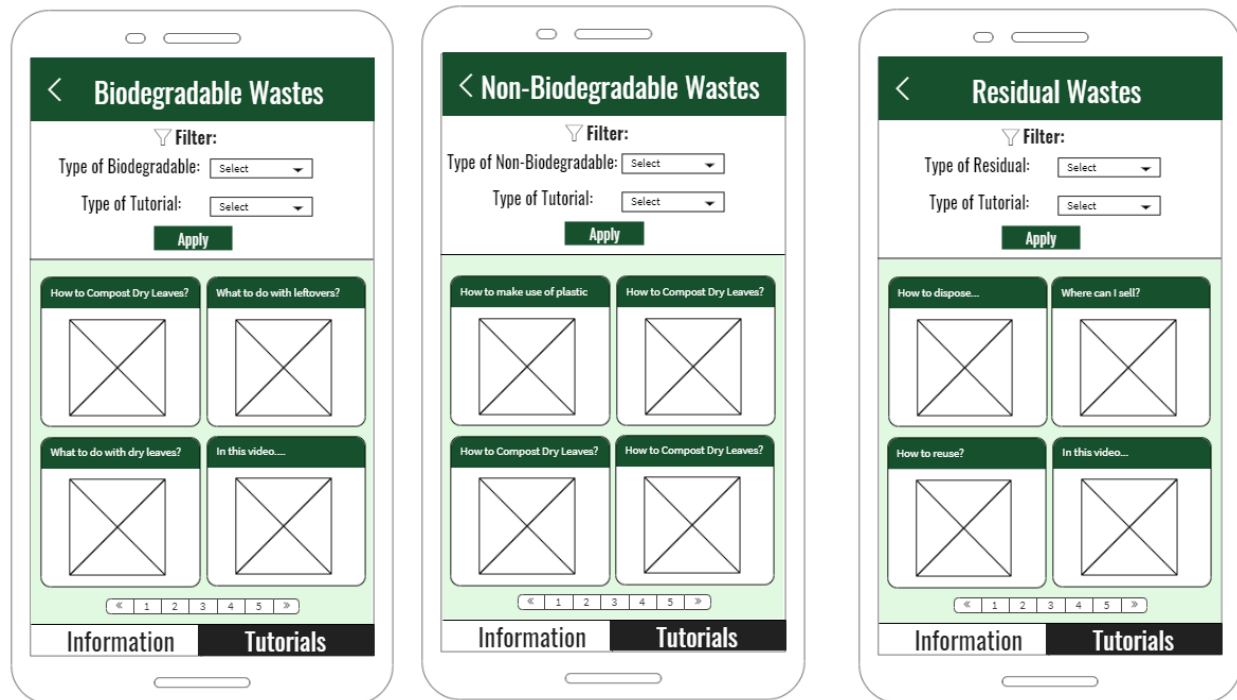 Biodegradable Wastes
Filter:
Type of Biodegradable: Select
Type of Tutorial: Select
Apply
How to Compost Dry Leaves?
What to do with leftovers?
What to do with dry leaves?
In this video....
« 1 2 3 4 5 »
Information Tutorials
Non-Biodegradable Wastes
Filter:
Type of Non-Biodegradable: Select
Type of Tutorial: Select
Apply
How to make use of plastic
How to Compost Dry Leaves?
How to Compost Dry Leaves?
How to Compost Dry Leaves?
« 1 2 3 4 5 »
Information Tutorials
Residual Wastes
Filter:
Type of Residual: Select
Type of Tutorial: Select
Apply
How to dispose...
Where can I sell?
How to reuse?
In this video...
« 1 2 3 4 5 »
Information Tutorials